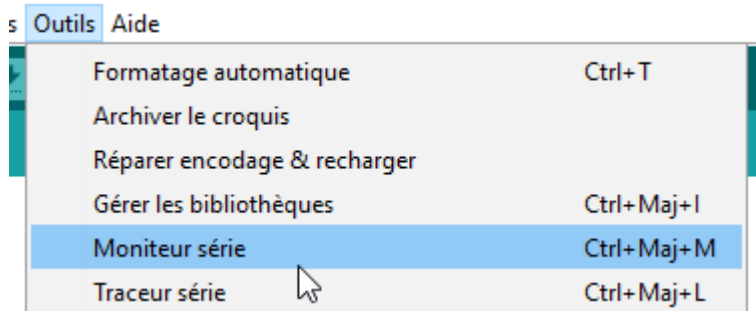 s Outils Aide
Formatage automatique Ctrl+T
Archiver le croquis
Réparer encodage & recharger
Gérer les bibliothèques Ctrl+Maj+I
Moniteur série Ctrl+Maj+M
Traceur série Ctrl+Maj+L